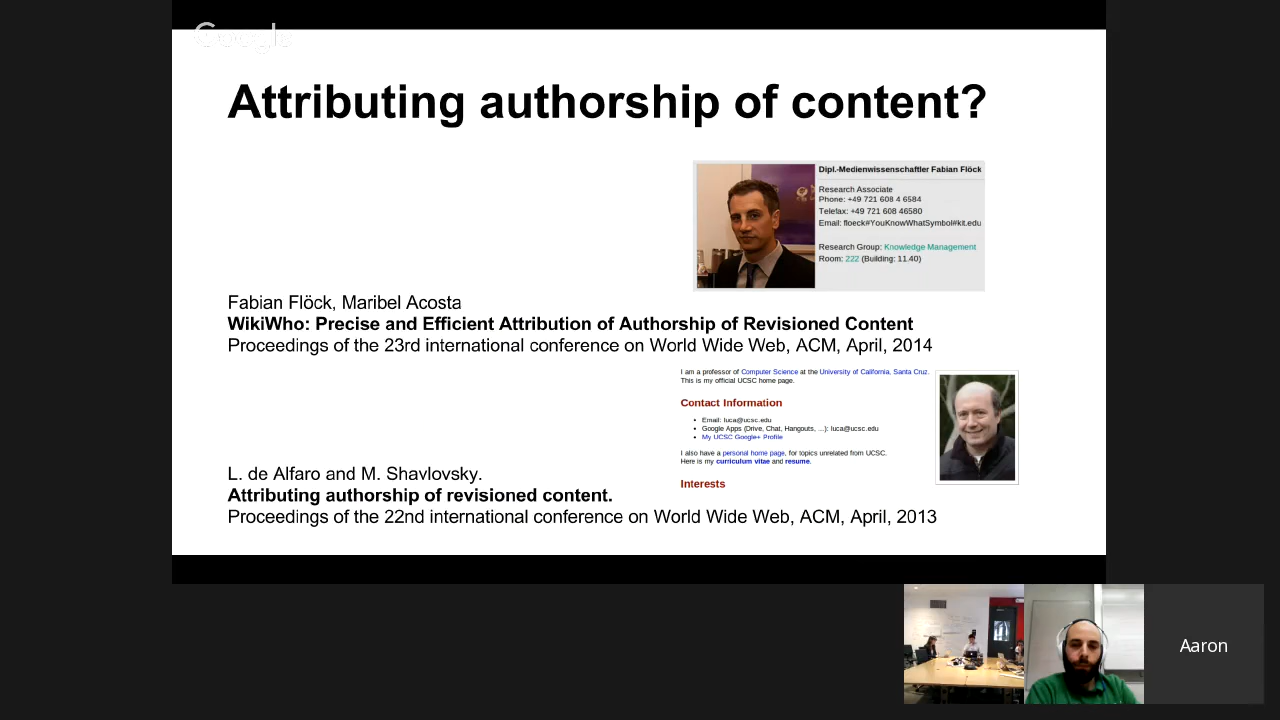 Google
Attributing authorship of content?
Dipl.-Medienwissenschaftler Fabian Flöck
Research Associate
Phone: +49 721 608 4 6584
Telefax: +49 721 608 46580
Email: floeck#YouKnowWhatSymbol#kit.edu
Research Group: Knowledge Management
Room: 222 (Building: 11.40)
Fabian Flöck, Maribel Acosta
WikiWho: Precise and Efficient Attribution of Authorship of Revisioned Content
Proceedings of the 23rd international conference on World Wide Web, ACM, April, 2014
I am a professor of Computer Science at the University of California, Santa Cruz.
This is my official UCSC home page.
Contact Information
• Email: luca@ucsc.edu
• Google Apps (Drive, Chat, Hangouts, ...): luca@ucsc.edu
• My UCSC Google+ Profile
I also have a personal home page, for topics unrelated from UCSC.
Here is my curriculum vitae and resume.
Interests
L. de Alfaro and M. Shavlovsky.
Attributing authorship of revisioned content.
Proceedings of the 22nd international conference on World Wide Web, ACM, April, 2013
Aaron